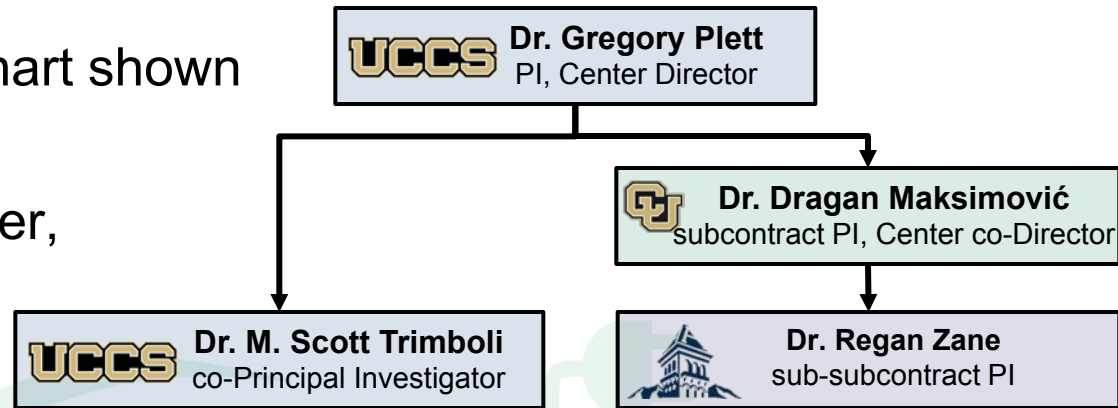 hart shown
er,
UCCS
Dr. Gregory Plett
PI, Center Director
CU
Dr. Dragan Maksimović
subcontract PI, Center co-Director
UCCS
Dr. M. Scott Trimboli
co-Principal Investigator
Dr. Regan Zane
sub-subcontract PI